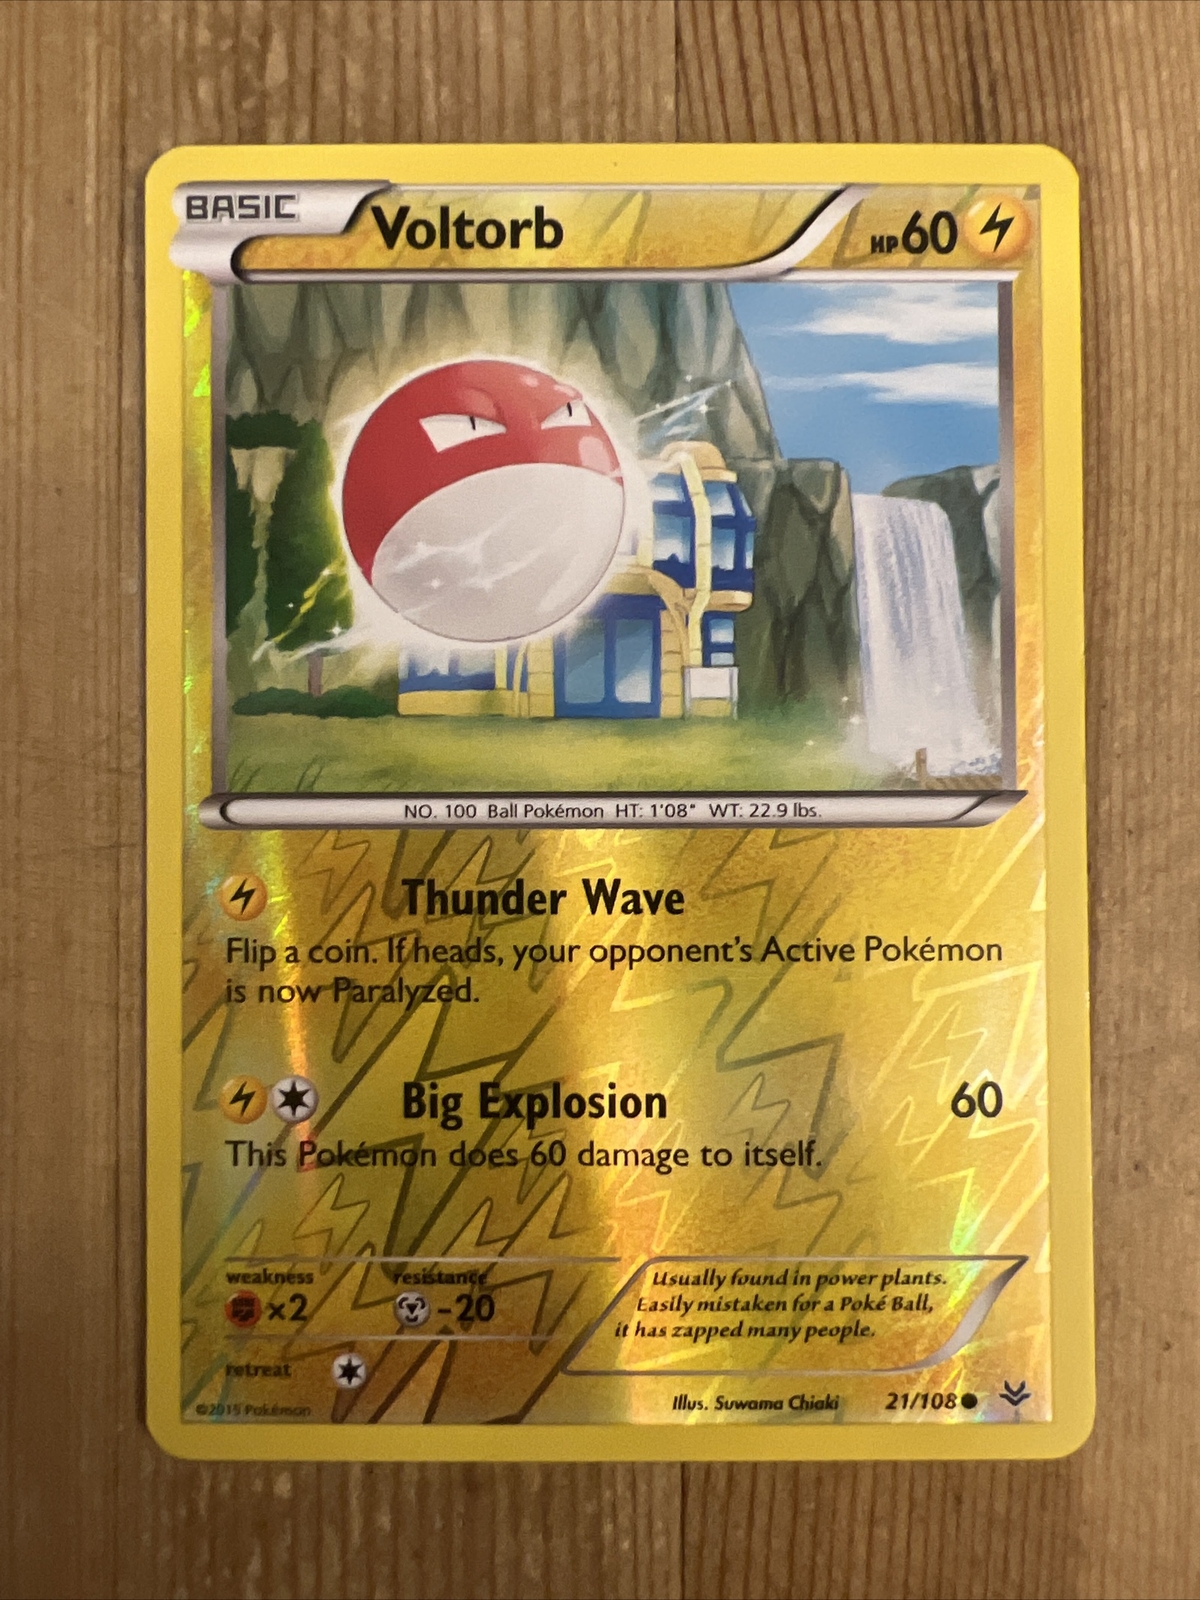 BASIC
Voltorb
HP60
NO. 100 Ball Pokémon HT: 1'08" WT: 22.9 lbs.
Thunder Wave
Flip a coin. If heads, your opponent's Active Pokémon
is now Paralyzed.
Big Explosion 60
This Pokémon does 60 damage to itself.
weakness resistance
×2 -20
retreat
Usually found in power plants.
Easily mistaken for a Poké Ball,
it has zapped many people.
©2015 Pokémon
Illus. Suwama Chiaki 21/108